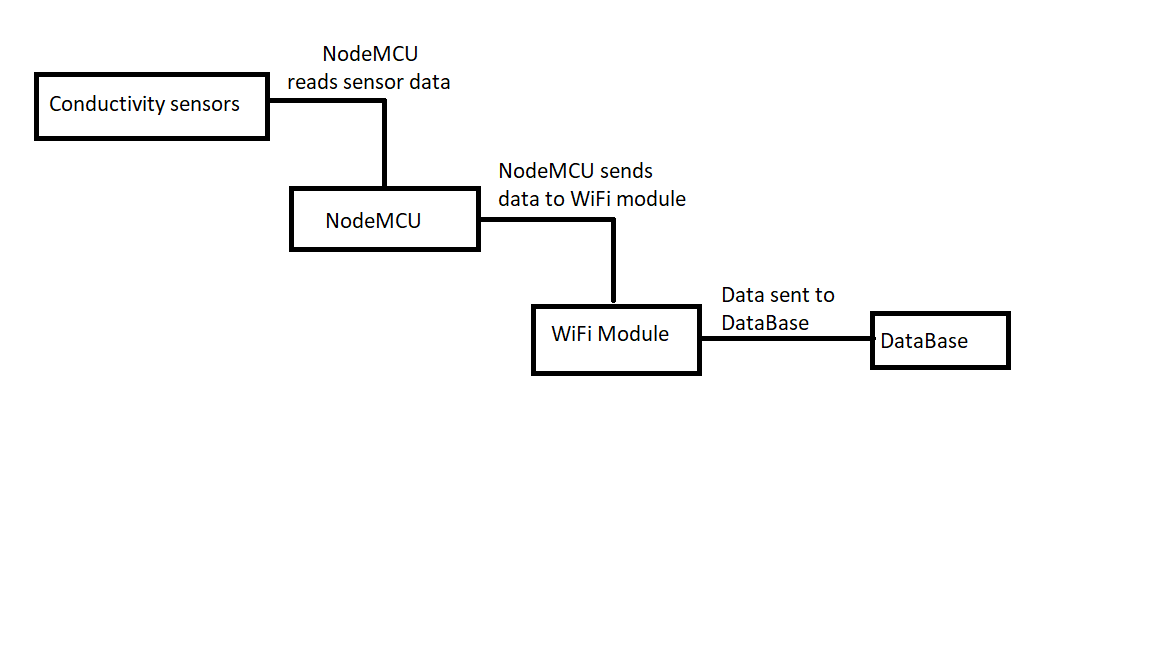 NodeMCU
reads sensor data
Conductivity sensors
NodeMCU sends
data to WiFi module
NodeMCU
Data sent to
DataBase
WiFi Module
DataBase